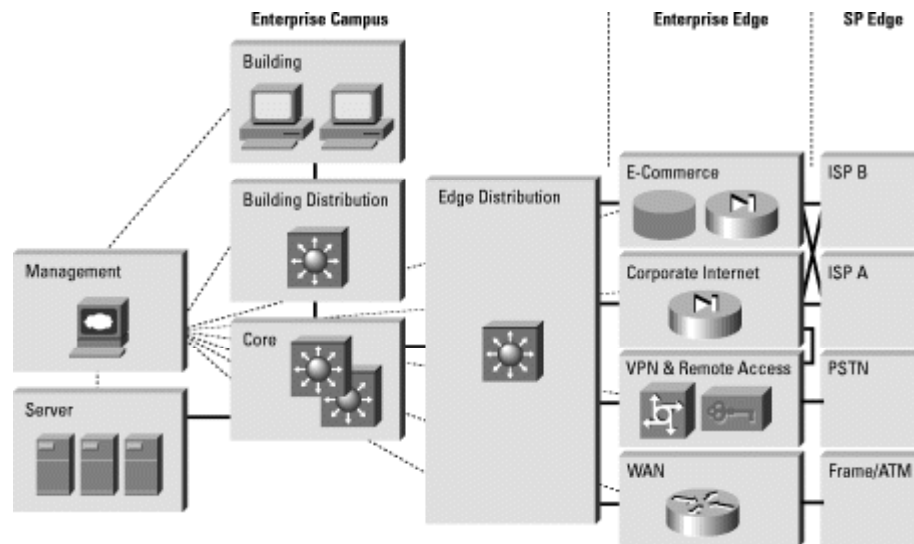 Enterprise Campus
Enterprise Edge
SP Edge
Building
Building Distribution
Management
Core
Server
Edge Distribution
E-Commerce
Corporate Internet
VPN & Remote Access
WAN
ISP B
ISP A
PSTN
Frame/ATM